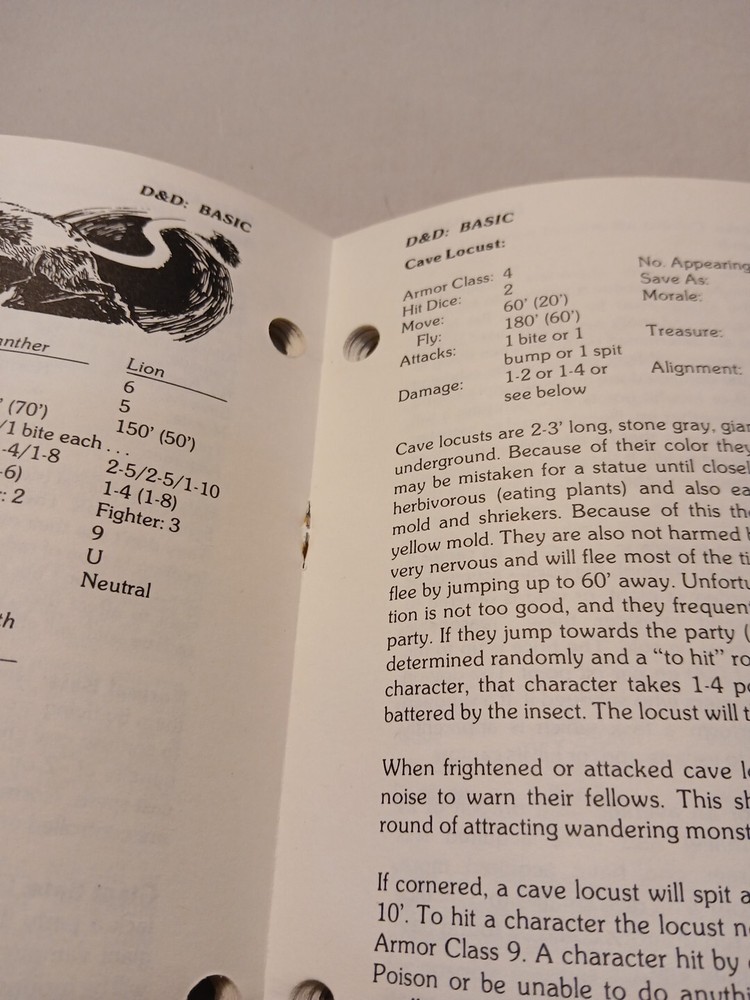 D&D: BASIC
anther
Lion
6
5
' (70')
150' (50')
/1 bite each . . .
-4/1-8
2-5/2-5/1-10
-6)
1-4 (1-8)
: 2
Fighter: 3
9
U
Neutral
th
D&D: BASIC
Cave Locust:
Armor Class: 4
No. Appearing
Hit Dice: 2
Save As:
Move: 60' (20')
Morale:
Fly: 180' (60')
Attacks: 1 bite or 1
Treasure:
bump or 1 spit
Damage: 1-2 or 1-4 or
Alignment:
see below
Cave locusts are 2-3' long, stone gray, gian
underground. Because of their color they
may be mistaken for a statue until closel
herbivorous (eating plants) and also ea
mold and shriekers. Because of this the
yellow mold. They are also not harmed b
very nervous and will flee most of the ti
flee by jumping up to 60' away. Unfortu
tion is not too good, and they frequen
party. If they jump towards the party (
determined randomly and a "to hit" ro
character, that character takes 1-4 po
battered by the insect. The locust will t
When frightened or attacked cave lo
noise to warn their fellows. This sh
round of attracting wandering monst
If cornered, a cave locust will spit a
10'. To hit a character the locust ne
Armor Class 9. A character hit by
Poison or be unable to do anythi